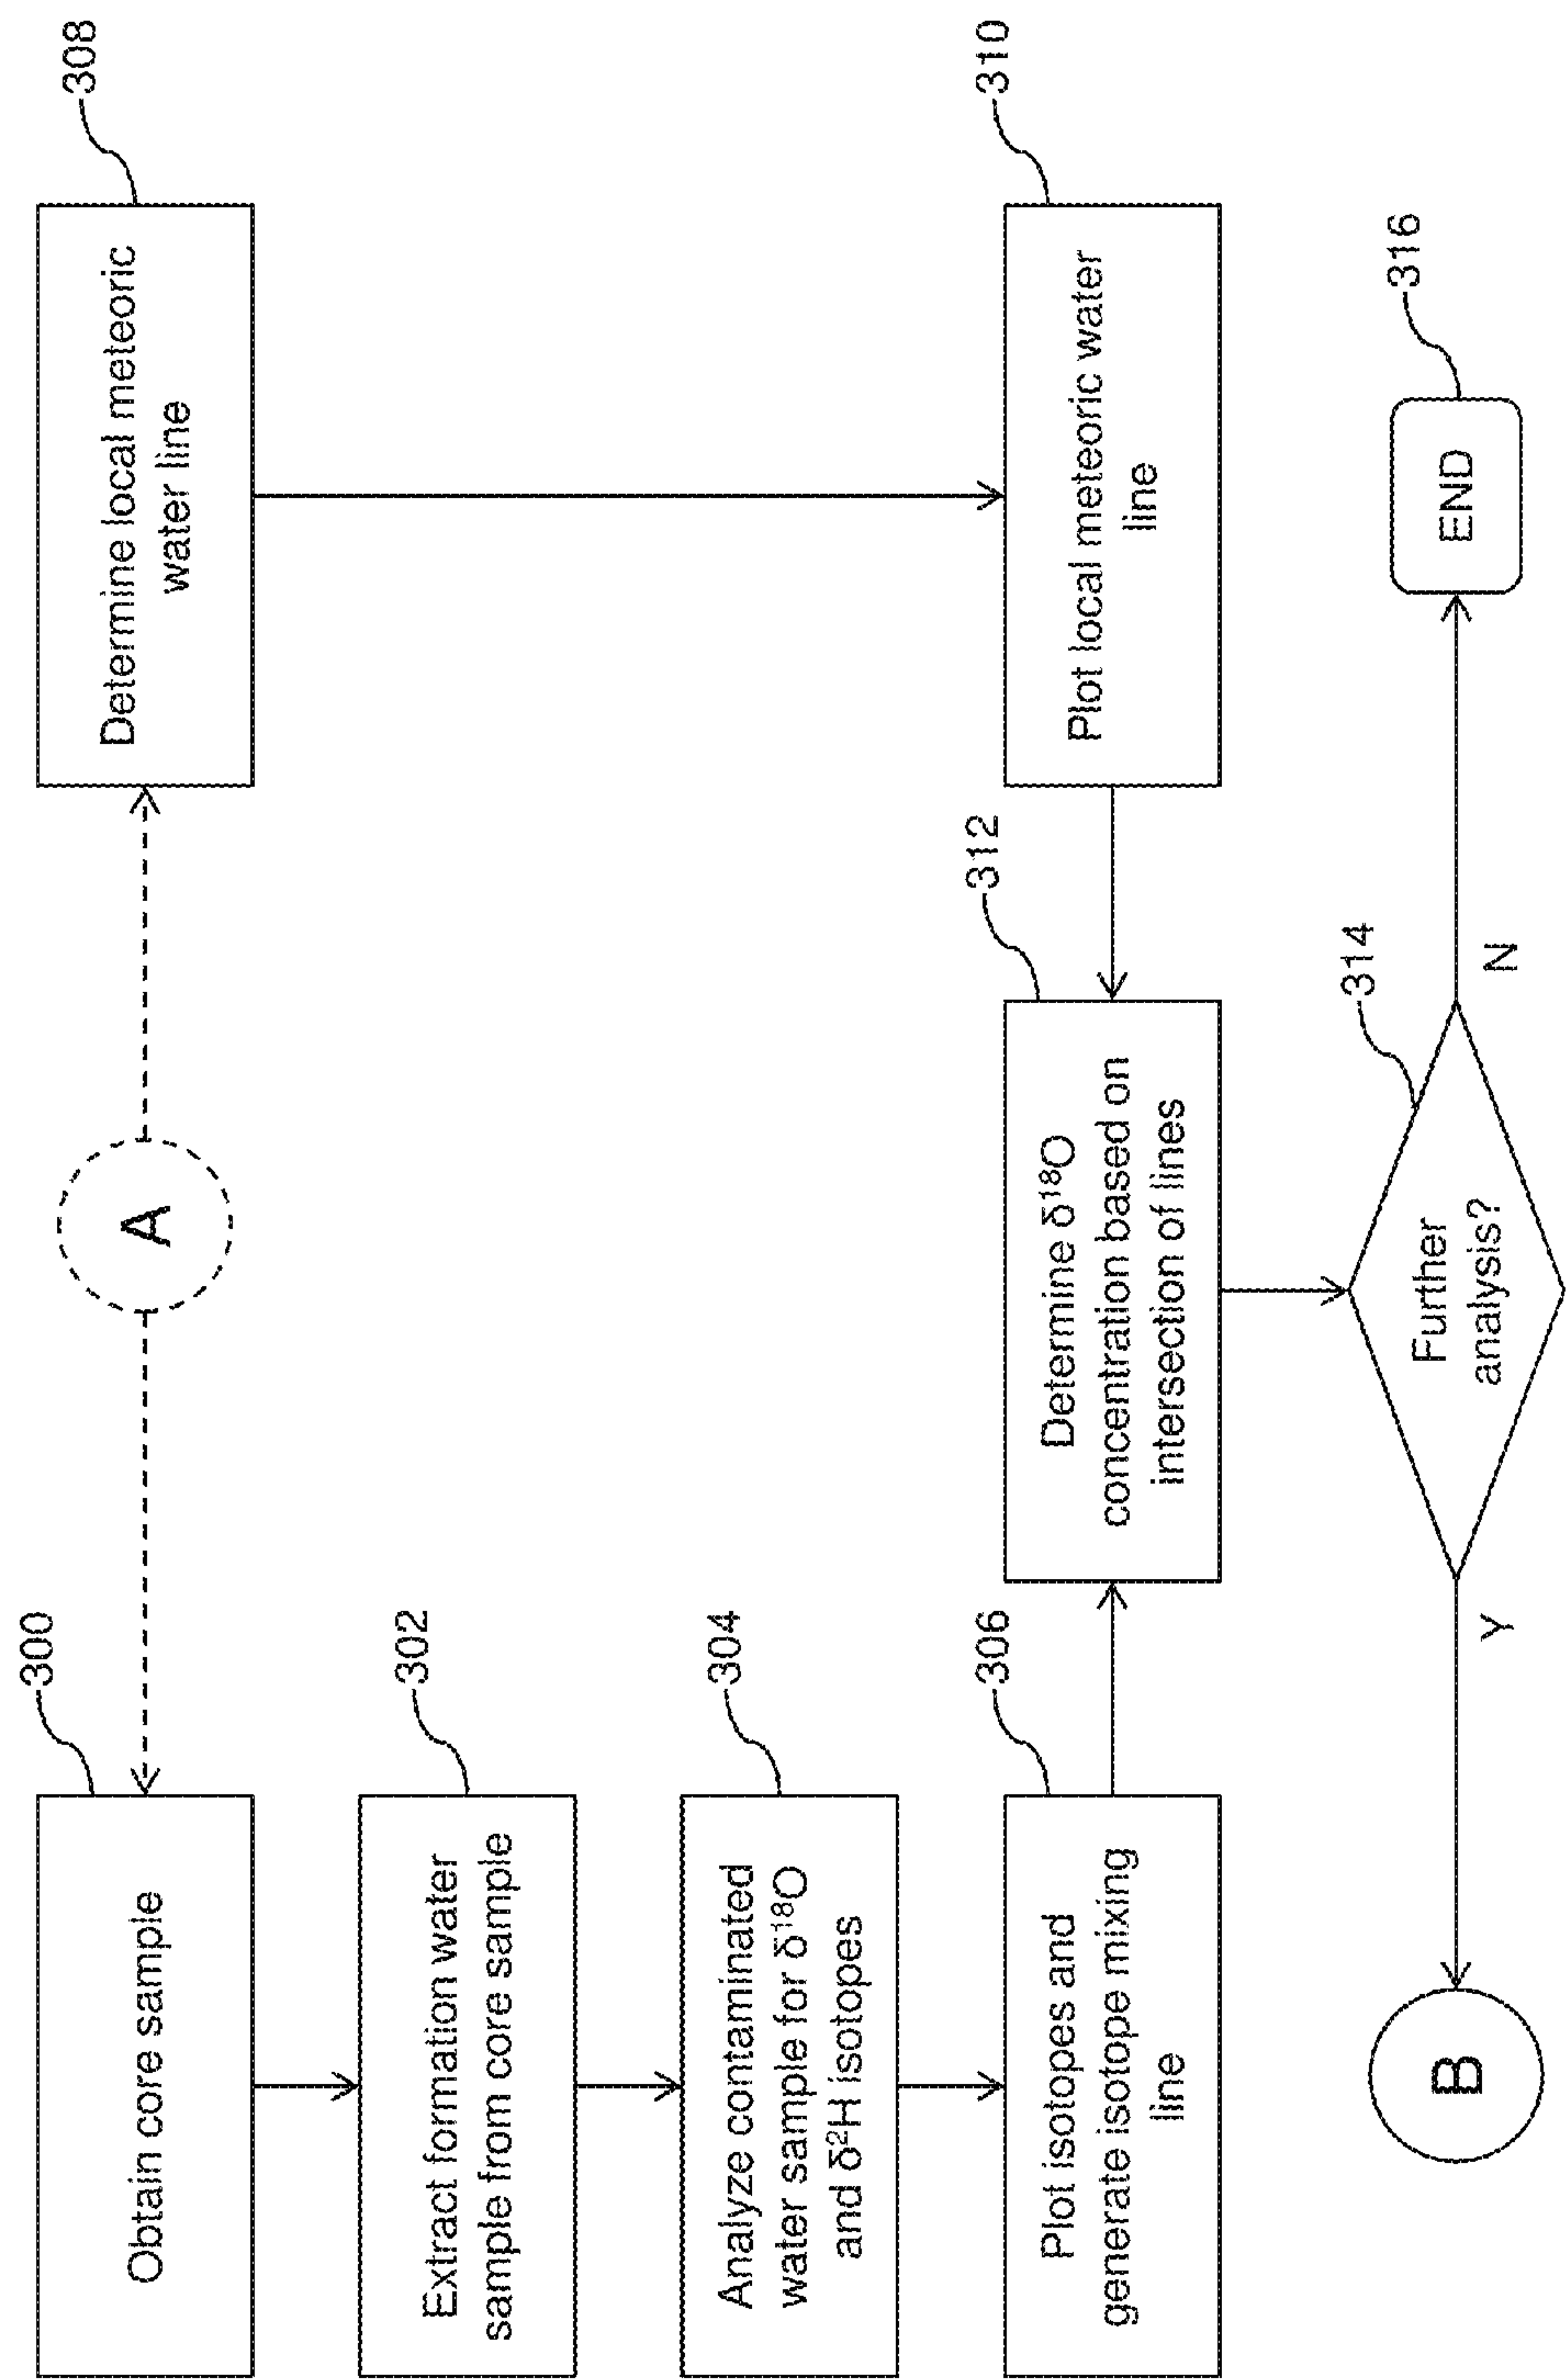 300
Obtain core sample
A
308
Determine local meteoric
water line
302
Extract formation water
sample from core sample
304
Analyze contaminated
water sample for δ¹⁸O
and δ²H isotopes
306
Plot isotopes and
generate isotope mixing
line
312
Determine δ¹⁸O
concentration based on
intersection of lines
310
Plot local meteoric water
line
314
Further
analysis?
Y
N
B
END
316